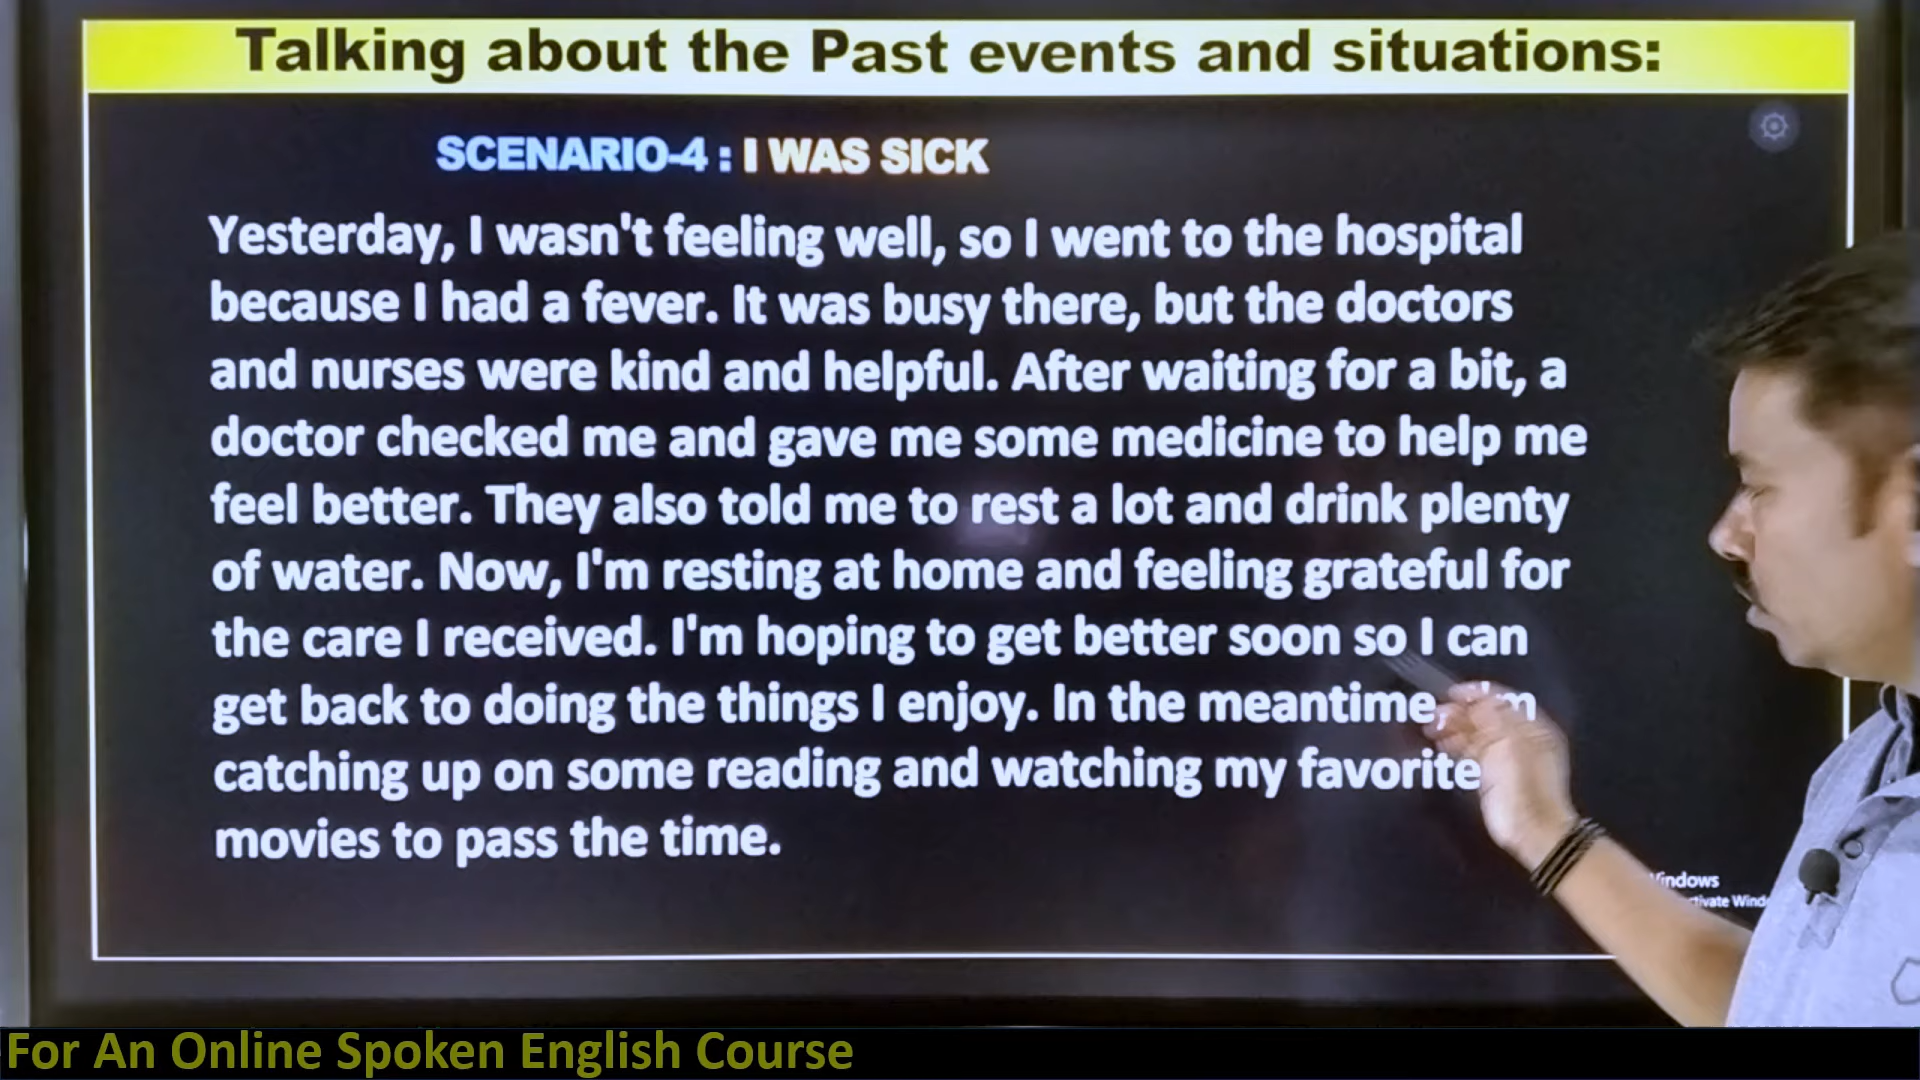 Talking about the Past events and situations:
SCENARIO-4 : I WAS SICK
Yesterday, I wasn't feeling well, so I went to the hospital
because I had a fever. It was busy there, but the doctors
and nurses were kind and helpful. After waiting for a bit, a
doctor checked me and gave me some medicine to help me
feel better. They also told me to rest a lot and drink plenty
of water. Now, I'm resting at home and feeling grateful for
the care I received. I'm hoping to get better soon so I can
get back to doing the things I enjoy. In the meantime, I'm
catching up on some reading and watching my favorite
movies to pass the time.
Windows
For An Online Spoken English Course